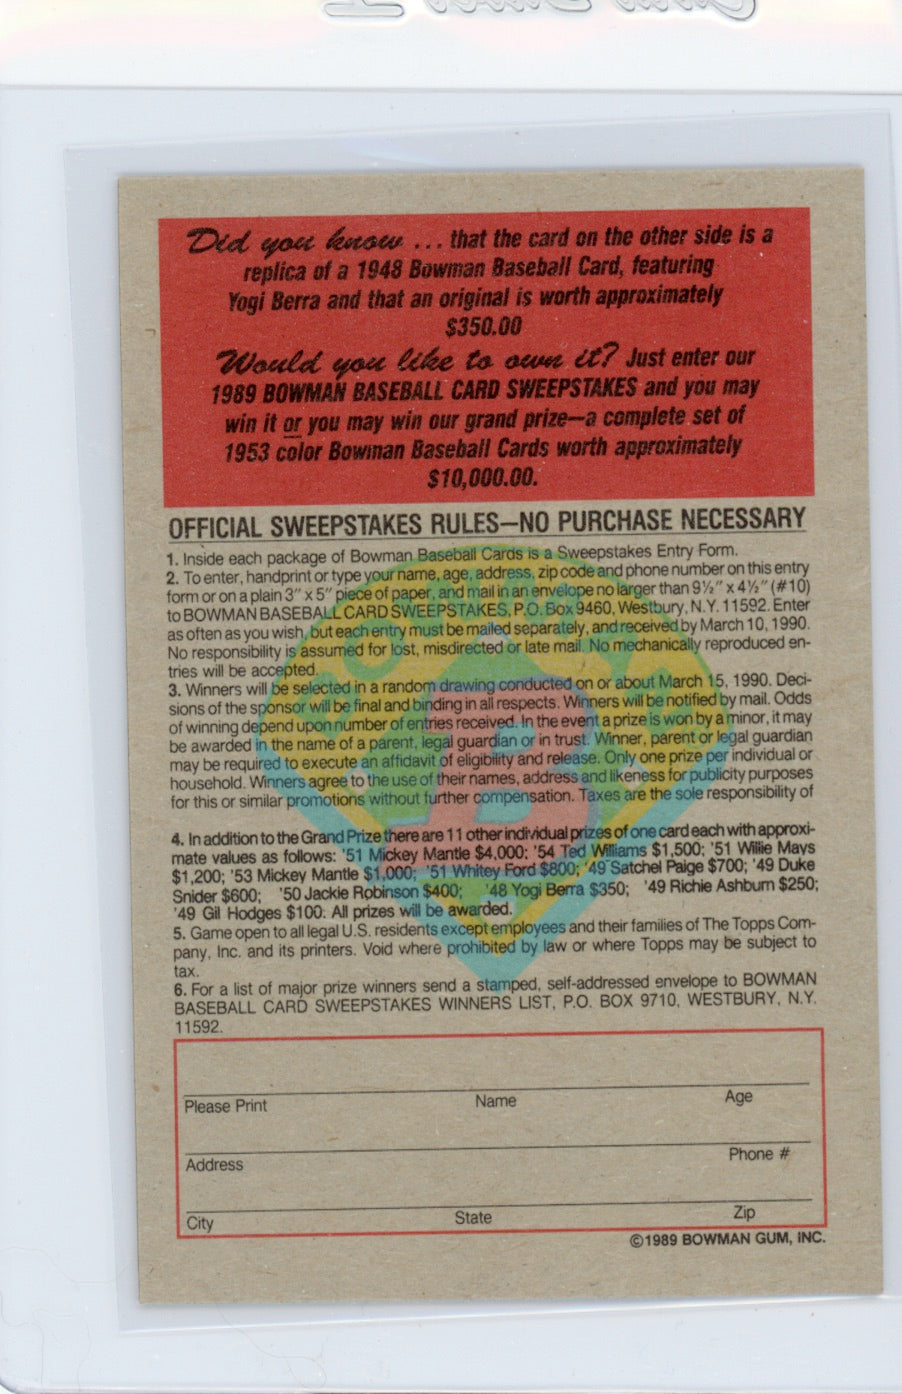 Did you know ... that the card on the other side is a
replica of a 1948 Bowman Baseball Card, featuring
Yogi Berra and that an original is worth approximately
$350.00
Would you like to own it? Just enter our
1989 BOWMAN BASEBALL CARD SWEEPSTAKES and you may
win it or you may win our grand prize—a complete set of
1953 color Bowman Baseball Cards worth approximately
$10,000.00.
OFFICIAL SWEEPSTAKES RULES—NO PURCHASE NECESSARY
1. Inside each package of Bowman Baseball Cards is a Sweepstakes Entry Form.
2. To enter, handprint or type your name, age, address, zip code and phone number on this entry
form or on a plain 3" x 5" piece of paper, and mail in an envelope no larger than 9½" x 4½" (#10)
to BOWMAN BASEBALL CARD SWEEPSTAKES, P.O. Box 9460, Westbury, N.Y. 11592. Enter
as often as you wish, but each entry must be mailed separately, and received by March 10, 1990.
No responsibility is assumed for lost, misdirected or late mail. No mechanically reproduced en-
tries will be accepted.
3. Winners will be selected in a random drawing conducted on or about March 15, 1990. Deci-
sions of the sponsor will be final and binding in all respects. Winners will be notified by mail. Odds
of winning depend upon number of entries received. In the event a prize is won by a minor, it may
be awarded in the name of a parent, legal guardian or in trust. Winner, parent or legal guardian
may be required to execute an affidavit of eligibility and release. Only one prize per individual or
household. Winners agree to the use of their names, address and likeness for publicity purposes
for this or similar promotions without further compensation. Taxes are the sole responsibility of
4. In addition to the Grand Prize there are 11 other individual prizes of one card each with approxi-
mate values as follows: '51 Mickey Mantle $4,000; '54 Ted Williams $1,500; '51 Willie Mays
$1,200; '53 Mickey Mantle $1,000; '51 Whitey Ford $800; '49 Satchel Paige $700; '49 Duke
Snider $600; '50 Jackie Robinson $400; '48 Yogi Berra $350; '49 Richie Ashburn $250;
'49 Gil Hodges $100. All prizes will be awarded.
5. Game open to all legal U.S. residents except employees and their families of The Topps Com-
pany, Inc. and its printers. Void where prohibited by law or where Topps may be subject to
tax.
6. For a list of major prize winners send a stamped, self-addressed envelope to BOWMAN
BASEBALL CARD SWEEPSTAKES WINNERS LIST, P.O. BOX 9710, WESTBURY, N.Y.
11592.
Please Print Name Age
Address Phone #
City State Zip
©1989 BOWMAN GUM, INC.